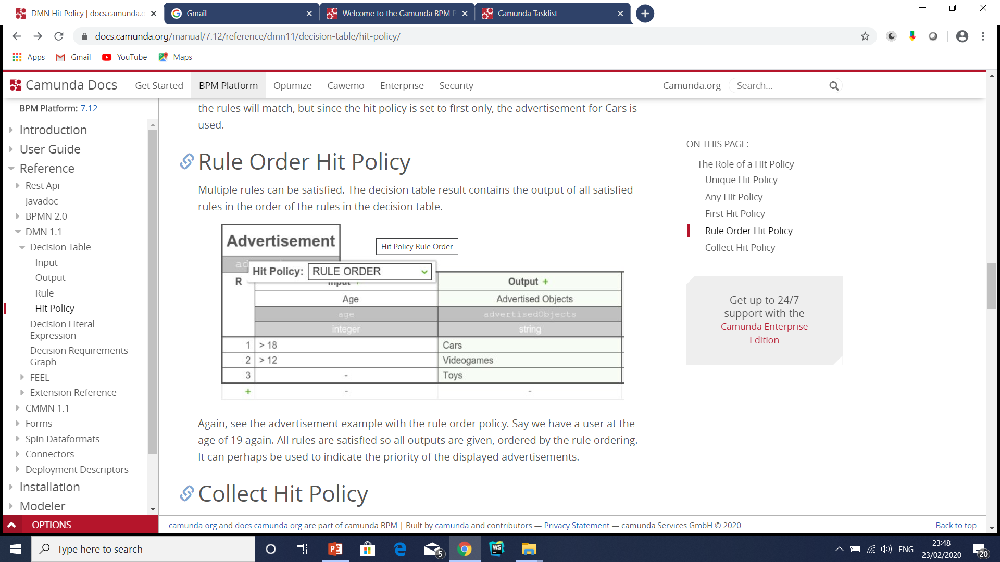 DMN Hit Policy | docs.camunda.o
Gmail
Welcome to the Camunda BPM P
Camunda Tasklist
docs.camunda.org/manual/7.12/reference/dmn11/decision-table/hit-policy/
Apps
Gmail
YouTube
Maps
Camunda Docs
Get Started
BPM Platform
Optimize
Cawemo
Enterprise
Security
Camunda.org
Search...
BPM Platform: 7.12
Introduction
User Guide
Reference
Rest Api
Javadoc
BPMN 2.0
DMN 1.1
Decision Table
Input
Output
Rule
Hit Policy
Decision Literal
Expression
Decision Requirements
Graph
FEEL
Extension Reference
CMMN 1.1
Forms
Spin Dataformats
Connectors
Deployment Descriptors
Installation
Modeler
OPTIONS
the rules will match, but since the hit policy is set to first only, the advertisement for Cars is
used.
Rule Order Hit Policy
Multiple rules can be satisfied. The decision table result contains the output of all satisfied
rules in the order of the rules in the decision table.
Advertisement
Hit Policy Rule Order
ad
Hit Policy: RULE ORDER
R Input + Output +
Age Advertised Objects
age advertisedObjects
integer string
1 > 18 Cars
2 > 12 Videogames
3 - Toys
+ - -
Again, see the advertisement example with the rule order policy. Say we have a user at the
age of 19 again. All rules are satisfied so all outputs are given, ordered by the rule ordering.
It can perhaps be used to indicate the priority of the displayed advertisements.
Collect Hit Policy
ON THIS PAGE:
The Role of a Hit Policy
Unique Hit Policy
Any Hit Policy
First Hit Policy
Rule Order Hit Policy
Collect Hit Policy
Get up to 24/7
support with the
Camunda Enterprise
Edition
camunda.org and docs.camunda.org are part of camunda BPM | Built by camunda and contributors — Privacy Statement — camunda Services GmbH © 2020
Back to top
Type here to search
P
5
WS
ENG
23:48
23/02/2020
20